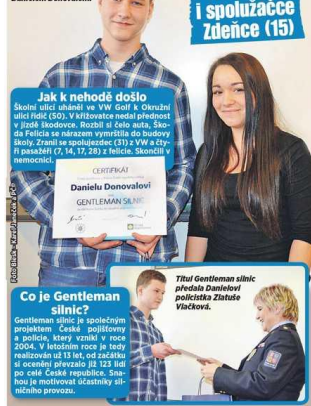 Danielem Donovalem.
i spolužačce
Zdeňce (15)
Jak k nehodě došlo
Školní ulicí uháněl ve VW Golf k Okružní
ulici řidič (50). V křižovatce nedal přednost
v jízdě škodovce. Rozbil si čelo auta, Ško-
da Felicia se nárazem vymrštila do budovy
školy. Zranil se spolujezdec (31) z VW a čty-
ři pasažéři (7, 14, 17, 28) z felicie. Skončili v
nemocnici.
CERTIFIKÁT
Danielu Donovalovi
GENTLEMAN SILNIC
Foto Blesk – Karel
Titul Gentleman silnic
předala Danielovi
policistka Zlatuše
Vlačková.
Co je Gentleman
silnic?
Gentleman silnic je společným
projektem České pojišťovny
a policie, který vznikl v roce
2004. V letošním roce je tedy
realizován už 13 let, od začátku
si ocenění převzalo již 123 lidí
po celé České republice. Sna-
hou je motivovat účastníky sil-
ničního provozu.